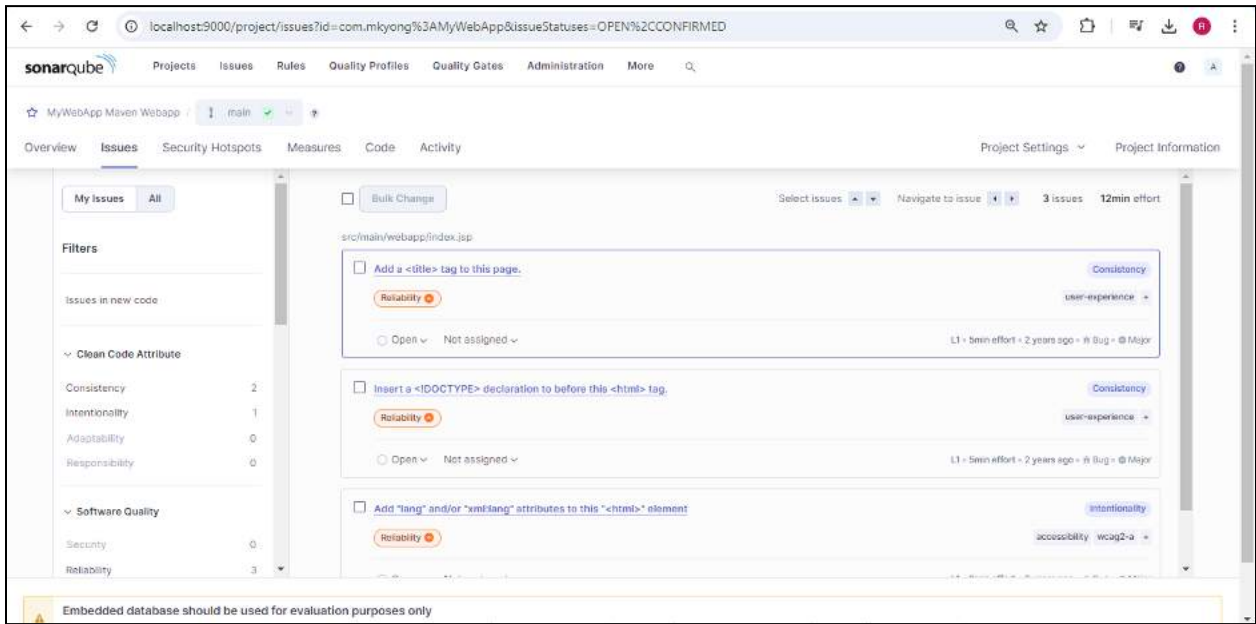 localhost:9000/project/issues?id=com.mkyong%3AMyWebApp&issueStatuses=OPEN%2CCONFIRMED
R
sonarqube Projects Issues Rules Quality Profiles Quality Gates Administration More A
MyWebApp Maven Webapp / main
Overview Issues Security Hotspots Measures Code Activity Project Settings Project Information
My Issues All
Bulk Change Select issues Navigate to issue 3 issues 12min effort
Filters
Issues in new code
Clean Code Attribute
Consistency 2
Intentionality 1
Adaptability 0
Responsibility 0
Software Quality
Security 0
Reliability 3
src/main/webapp/index.jsp
Add a <title> tag to this page. Consistency
Reliability user-experience +
Open Not assigned L1 • 5min effort • 2 years ago • Bug • Major
Insert a <!DOCTYPE> declaration to before this <html> tag. Consistency
Reliability user-experience +
Open Not assigned L1 • 5min effort • 2 years ago • Bug • Major
Add "lang" and/or "xml:lang" attributes to this "<html>" element Intentionality
Reliability accessibility wcag2-a +
Embedded database should be used for evaluation purposes only